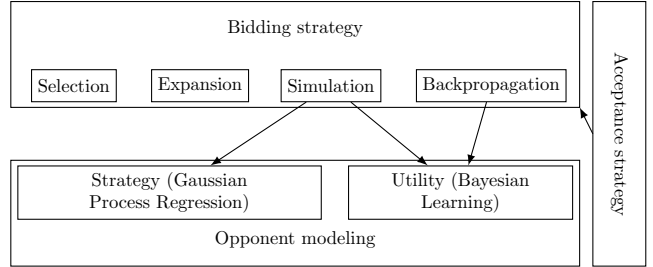 Bidding strategy
Selection
Expansion
Simulation
Backpropagation
Acceptance strategy
Strategy (Gaussian
Process Regression)
Utility (Bayesian
Learning)
Opponent modeling